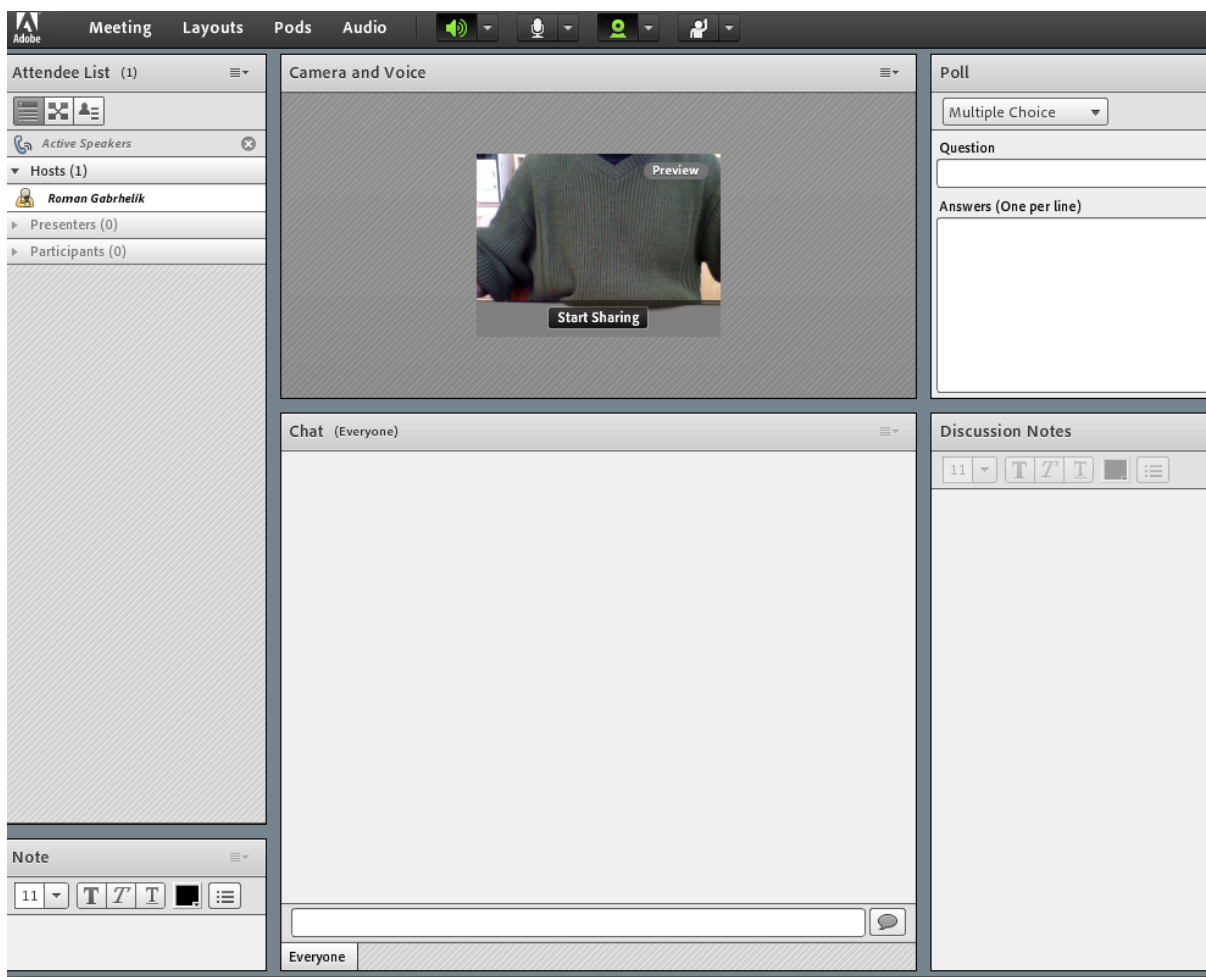 Adobe
Meeting Layouts Pods Audio
Attendee List (1)
Active Speakers
Hosts (1)
Roman Gabrhelík
Presenters (0)
Participants (0)
Note
11 T T T
Camera and Voice
Preview
Start Sharing
Chat (Everyone)
Everyone
Poll
Multiple Choice
Question
Answers (One per line)
Discussion Notes
11 T T T